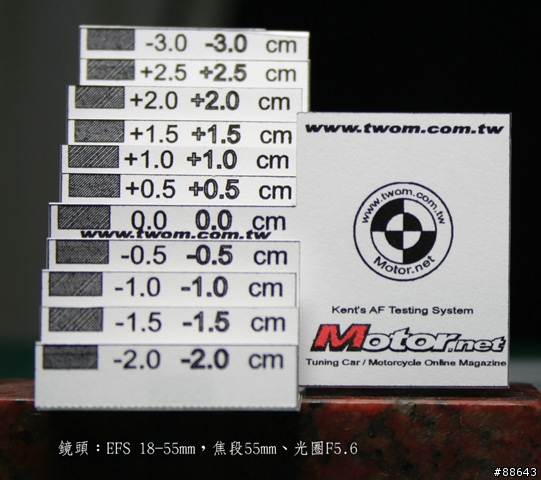 -3.0 -3.0 cm
+2.5 +2.5 cm
+2.0 +2.0 cm
+1.5 +1.5 cm
+1.0 +1.0 cm
+0.5 +0.5 cm
0.0 0.0 cm
www.twom.com.tw
-0.5 -0.5 cm
-1.0 -1.0 cm
-1.5 -1.5 cm
-2.0 -2.0 cm
www.twom.com.tw
www.twom.com.tw
Motor.net
Kent's AF Testing System
Motor.net
Tuning Car / Motorcycle Online Magazine
鏡頭：EFS 18-55mm，焦段55mm、光圈F5.6
#88643